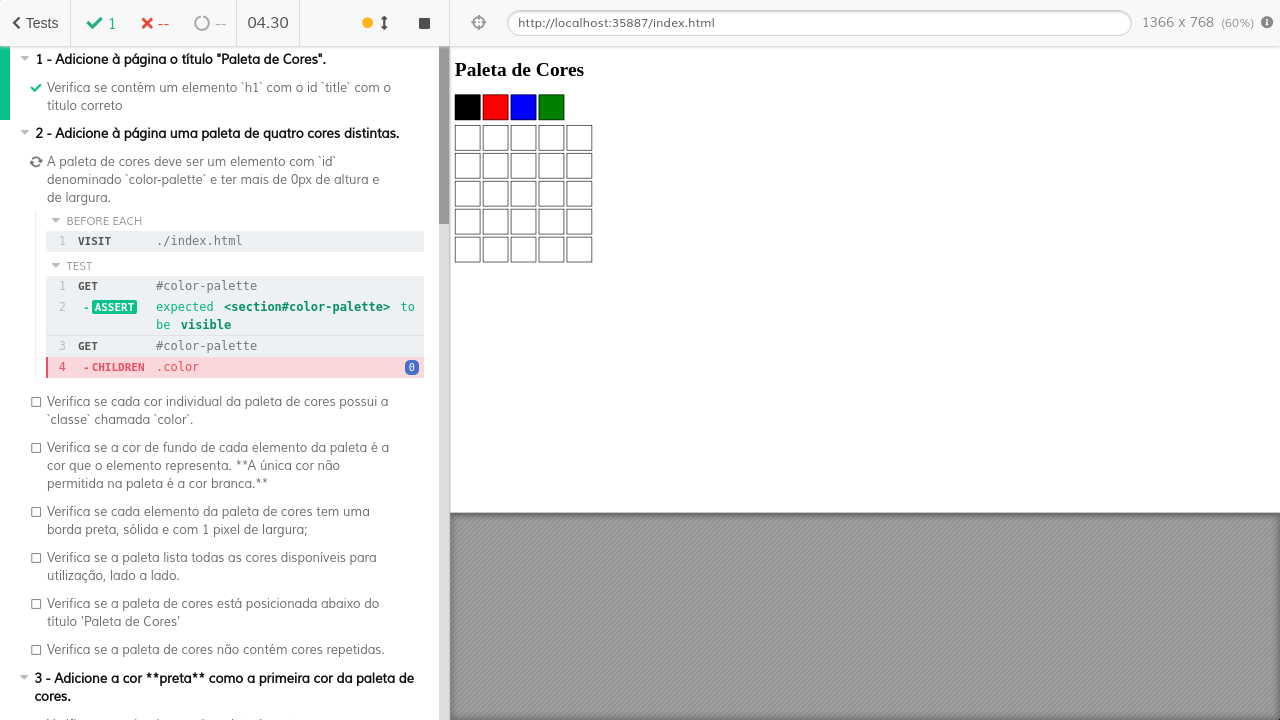 Tests
1
--
--
04.30
http://localhost:35887/index.html
1366 x 768 (60%)
1 - Adicione à página o título "Paleta de Cores".
Verifica se contém um elemento `h1` com o id `title` com o
título correto
2 - Adicione à página uma paleta de quatro cores distintas.
A paleta de cores deve ser um elemento com `id`
denominado `color-palette` e ter mais de 0px de altura e
de largura.
BEFORE EACH
1 VISIT ./index.html
TEST
1 GET #color-palette
2 -ASSERT expected <section#color-palette> to
be visible
3 GET #color-palette
4 -CHILDREN .color 0
Verifica se cada cor individual da paleta de cores possui a
`classe` chamada `color`.
Verifica se a cor de fundo de cada elemento da paleta é a
cor que o elemento representa. **A única cor não
permitida na paleta é a cor branca.**
Verifica se cada elemento da paleta de cores tem uma
borda preta, sólida e com 1 pixel de largura;
Verifica se a paleta lista todas as cores disponíveis para
utilização, lado a lado.
Verifica se a paleta de cores está posicionada abaixo do
título 'Paleta de Cores'
Verifica se a paleta de cores não contém cores repetidas.
3 - Adicione a cor **preta** como a primeira cor da paleta de
cores.
Paleta de Cores